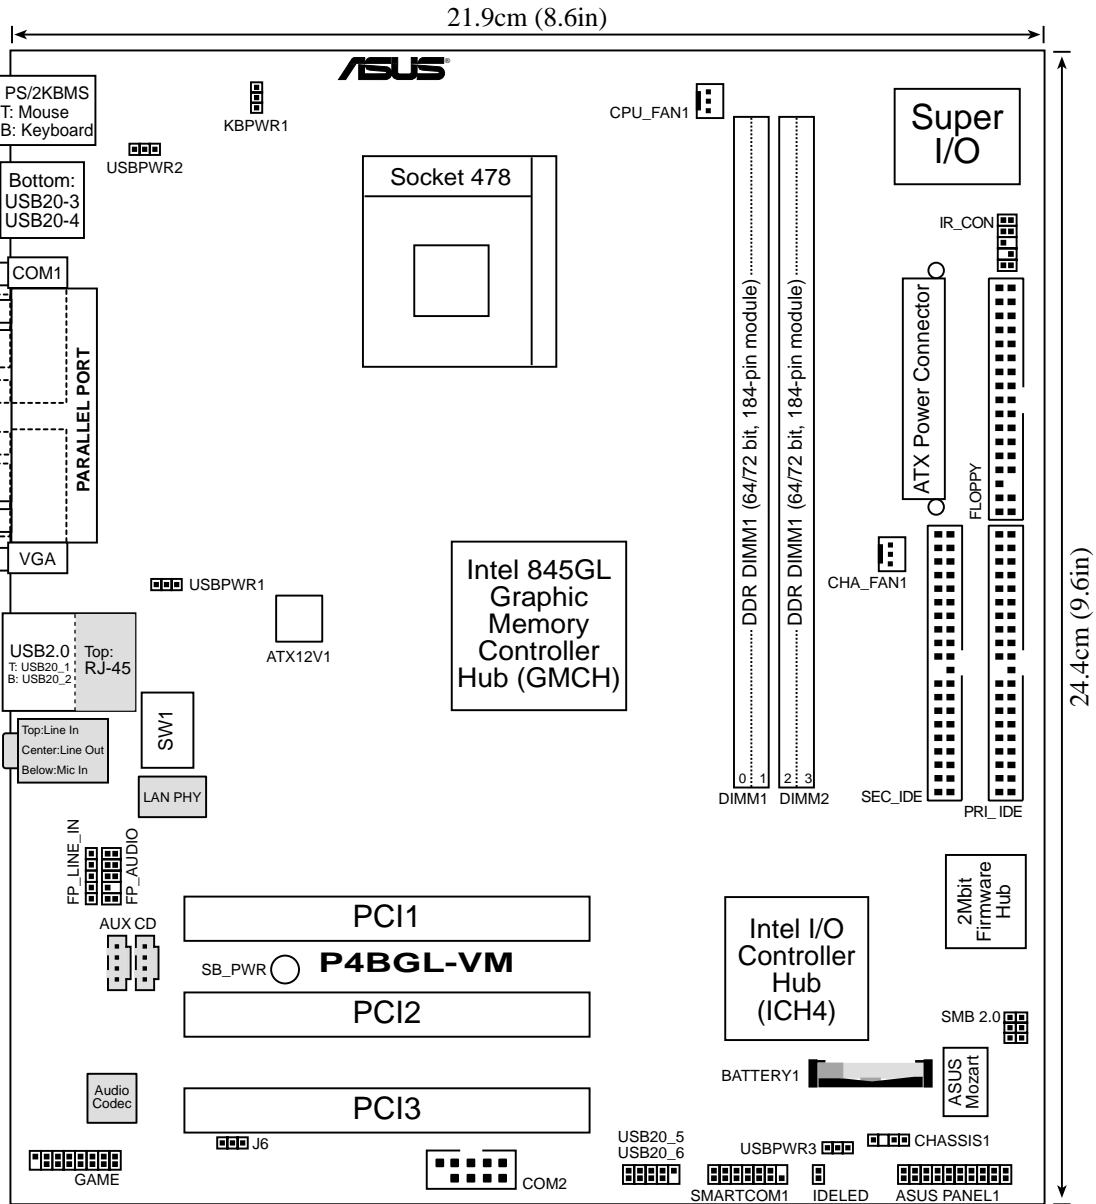 21.9cm (8.6in)
ASUS
PS/2KBMS
T: Mouse
B: Keyboard
KBPWR1
USBPWR2
CPU_FAN1
Super
I/O
Bottom:
USB20-3
USB20-4
Socket 478
IR_CON
COM1
PARALLEL PORT
VGA
DDR DIMM1 (64/72 bit, 184-pin module)
DDR DIMM1 (64/72 bit, 184-pin module)
ATX Power Connector
FLOPPY
CHA_FAN1
24.4cm (9.6in)
USBPWR1
ATX12V1
Intel 845GL
Graphic
Memory
Controller
Hub (GMCH)
USB2.0
T: USB20_1
B: USB20_2
Top:
RJ-45
Top:Line In
Center:Line Out
Below:Mic In
SW1
LAN PHY
0 1
2 3
DIMM1
DIMM2
SEC_IDE
PRI_IDE
FP_LINE_IN
FP_AUDIO
2Mbit
Firmware
Hub
AUX
CD
PCI1
SB_PWR
P4BGL-VM
PCI2
Intel I/O
Controller
Hub
(ICH4)
SMB 2.0
BATTERY1
ASUS
Mozart
Audio
Codec
PCI3
J6
GAME
COM2
USB20_5
USB20_6
USBPWR3
CHASSIS1
SMARTCOM1
IDELED
ASUS PANEL1